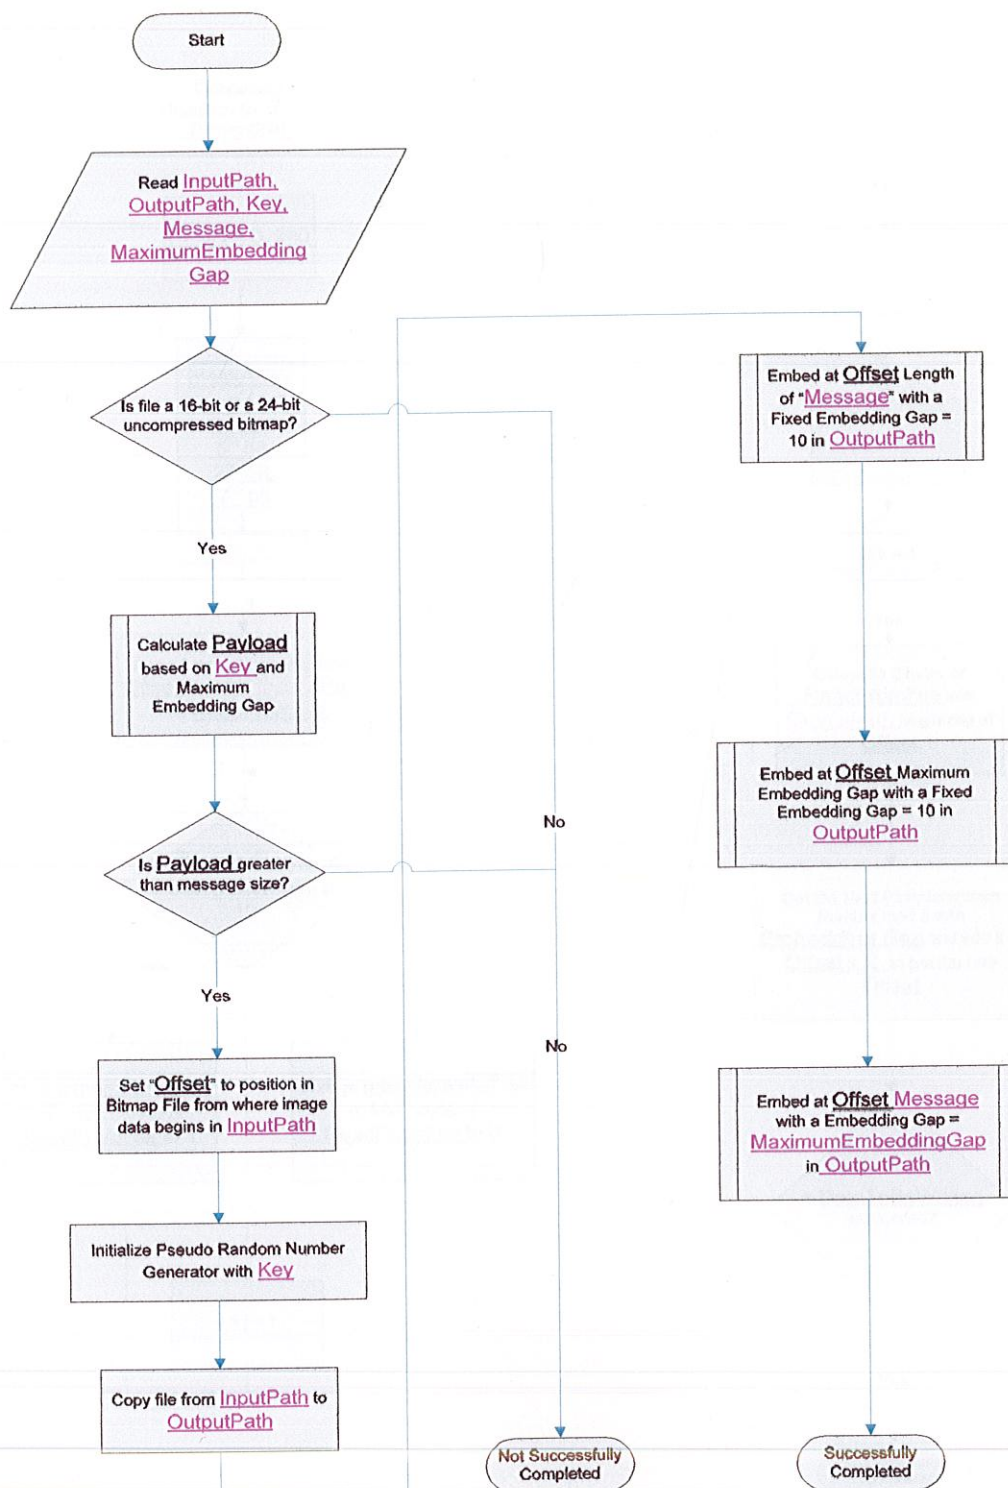 Start
Read InputPath,
OutputPath, Key,
Message,
MaximumEmbedding
Gap
Is file a 16-bit or a 24-bit
uncompressed bitmap?
Yes
Calculate Payload
based on Key and
Maximum
Embedding Gap
Is Payload greater
than message size?
Yes
Set "Offset" to position in
Bitmap File from where image
data begins in InputPath
Initialize Pseudo Random Number
Generator with Key
Copy file from InputPath to
OutputPath
No
No
Not Successfully
Completed
Embed at Offset Length
of "Message" with a
Fixed Embedding Gap =
10 in OutputPath
Embed at Offset Maximum
Embedding Gap with a Fixed
Embedding Gap = 10 in
OutputPath
Embed at Offset Message
with a Embedding Gap =
MaximumEmbeddingGap
in OutputPath
Successfully
Completed